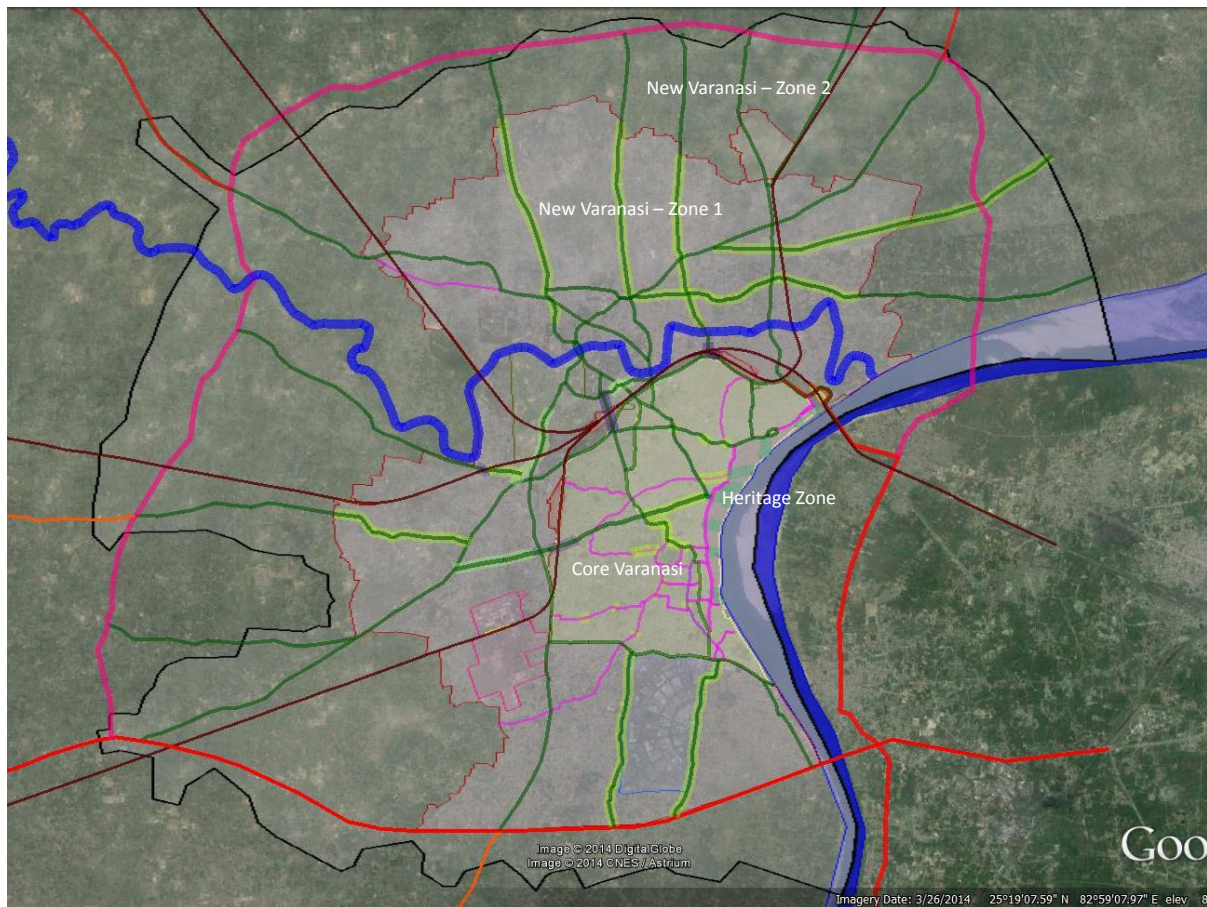 New Varanasi – Zone 2
New Varanasi – Zone 1
Heritage Zone
Core Varanasi
Image © 2014 DigitalGlobe
Image © 2014 CNES / Astrium
Goo
Imagery Date: 3/26/2014 25°19'07.59" N 82°59'07.97" E elev 8